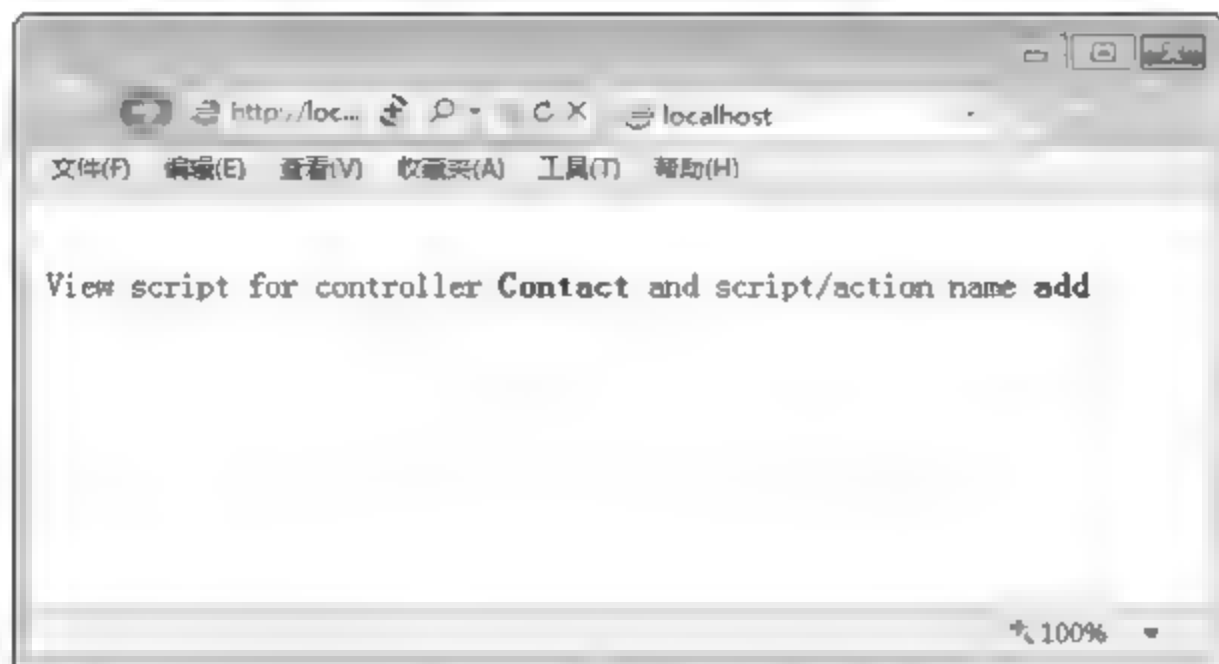 http://loc... localhost
文件(F) 编辑(E) 查看(V) 收藏夹(A) 工具(T) 帮助(H)
View script for controller Contact and script/action name add
100%